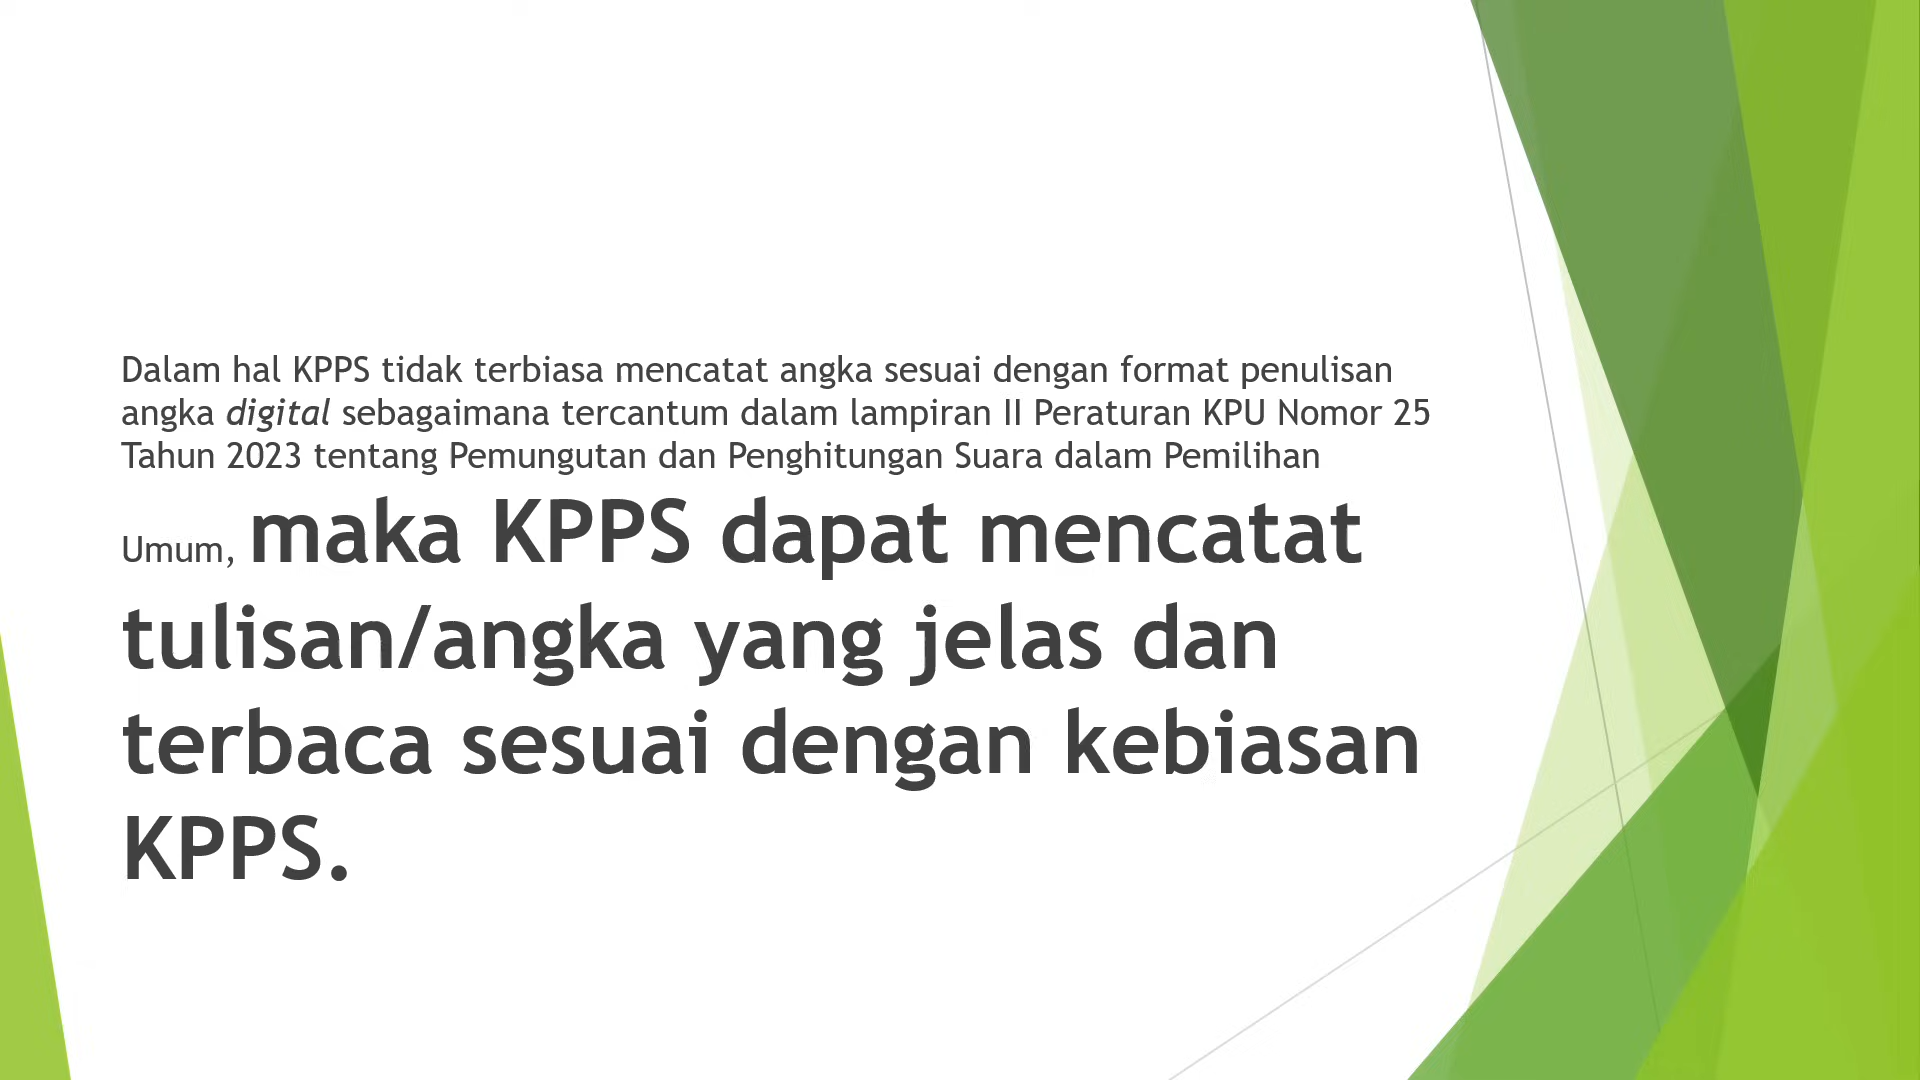 Dalam hal KPPS tidak terbiasa mencatat angka sesuai dengan format penulisan
angka digital sebagaimana tercantum dalam lampiran II Peraturan KPU Nomor 25
Tahun 2023 tentang Pemungutan dan Penghitungan Suara dalam Pemilihan
Umum, maka KPPS dapat mencatat
tulisan/angka yang jelas dan
terbaca sesuai dengan kebiasan
KPPS.